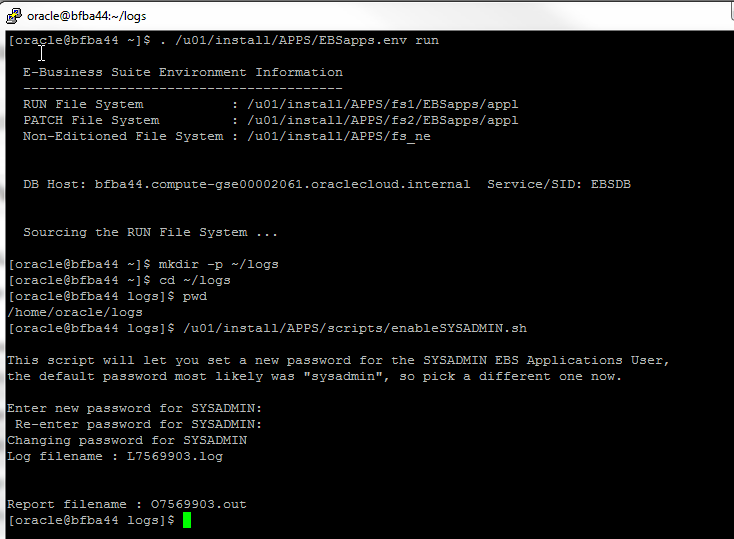 oracle@bfba44:~/logs
[oracle@bfba44 ~]$ . /u01/install/APPS/EBSapps.env run
E-Business Suite Environment Information
----------------------------------------
RUN File System           : /u01/install/APPS/fs1/EBSapps/appl
PATCH File System         : /u01/install/APPS/fs2/EBSapps/appl
Non-Editioned File System : /u01/install/APPS/fs_ne
DB Host: bfba44.compute-gse00002061.oraclecloud.internal  Service/SID: EBSDB
Sourcing the RUN File System ...
[oracle@bfba44 ~]$ mkdir -p ~/logs
[oracle@bfba44 ~]$ cd ~/logs
[oracle@bfba44 logs]$ pwd
/home/oracle/logs
[oracle@bfba44 logs]$ /u01/install/APPS/scripts/enableSYSADMIN.sh
This script will let you set a new password for the SYSADMIN EBS Applications User,
the default password most likely was "sysadmin", so pick a different one now.
Enter new password for SYSADMIN:
Re-enter password for SYSADMIN:
Changing password for SYSADMIN
Log filename : L7569903.log
Report filename : O7569903.out
[oracle@bfba44 logs]$